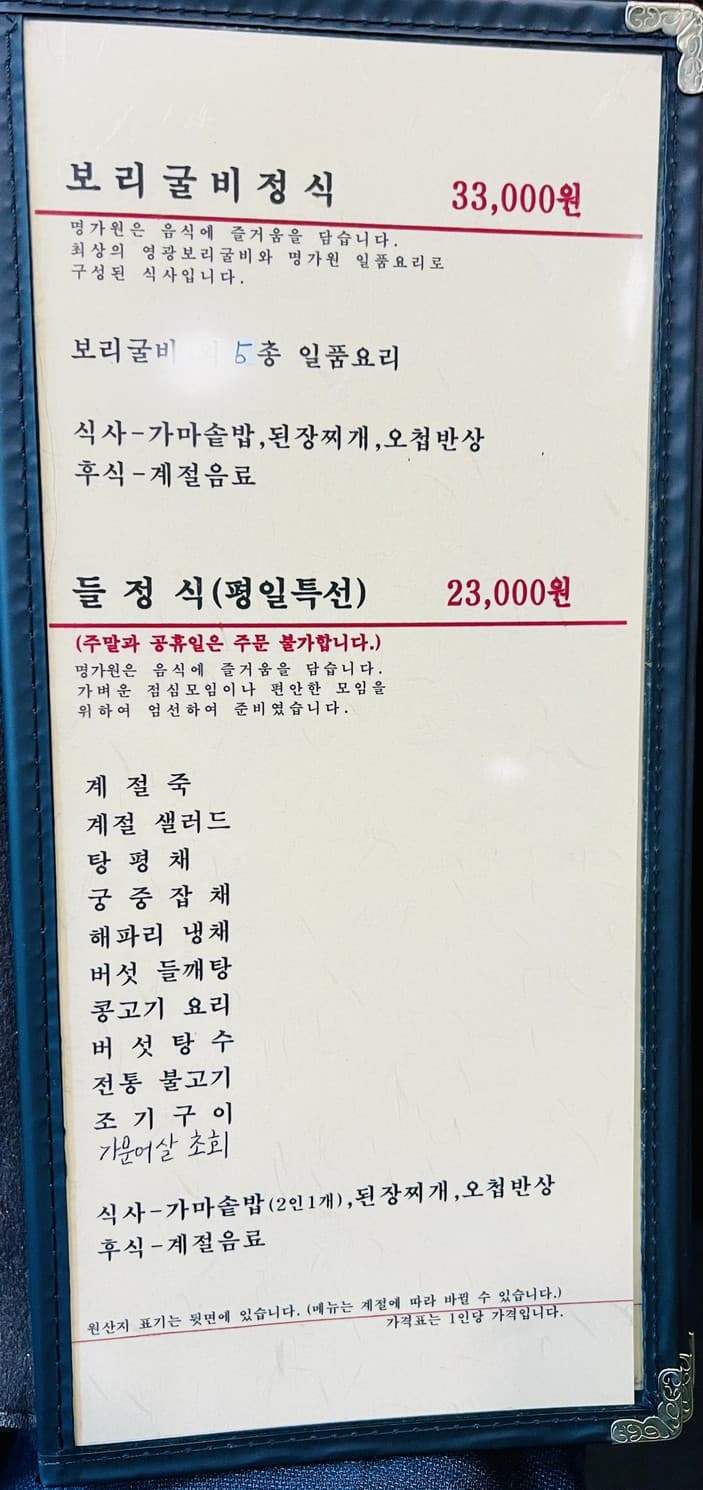 보리굴비정식 33,000원
명가원은 음식에 즐거움을 담습니다.
최상의 영광보리굴비와 명가원 일품요리로
구성된 식사입니다.
보리굴비 외 5종 일품요리
식사-가마솥밥,된장찌개,오첩반상
후식-계절음료
들 정 식(평일특선) 23,000원
(주말과 공휴일은 주문 불가합니다.)
명가원은 음식에 즐거움을 담습니다.
가벼운 점심모임이나 편안한 모임을
위하여 엄선하여 준비였습니다.
계 절 죽
계절 샐러드
탕 평 채
궁 중 잡 채
해파리 냉채
버섯 들깨탕
콩고기 요리
버 섯 탕 수
전통 불고기
조 기 구 이
가문어살 초회
식사-가마솥밥(2인1개),된장찌개,오첩반상
후식-계절음료
원산지 표기는 뒷면에 있습니다. (메뉴는 계절에 따라 바뀔 수 있습니다.)
가격표는 1인당 가격입니다.